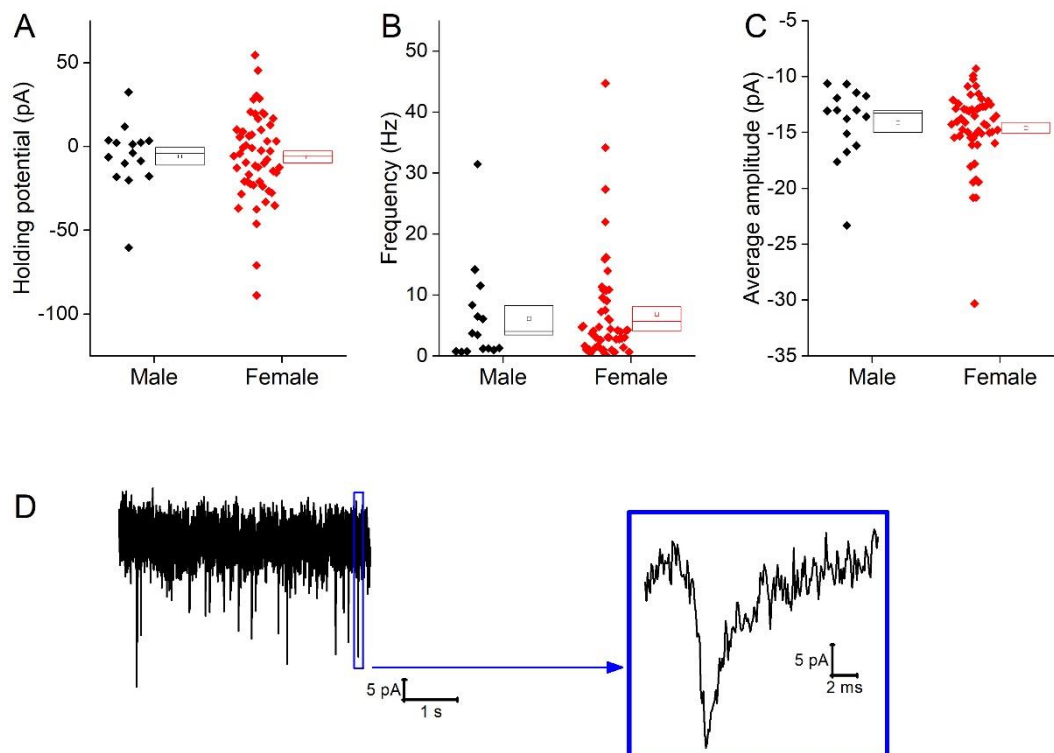 A
Holding potential (pA)
50
0
-50
-100
Male
Female
B
Frequency (Hz)
50
40
30
20
10
0
Male
Female
C
Average amplitude (pA)
-5
-10
-15
-20
-25
-30
-35
Male
Female
D
5 pA
1 s
5 pA
2 ms